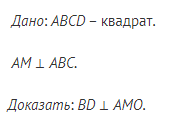 Дано: ABCD – квадрат.
AM ⊥ ABC.
Доказать: BD ⊥ AMO.